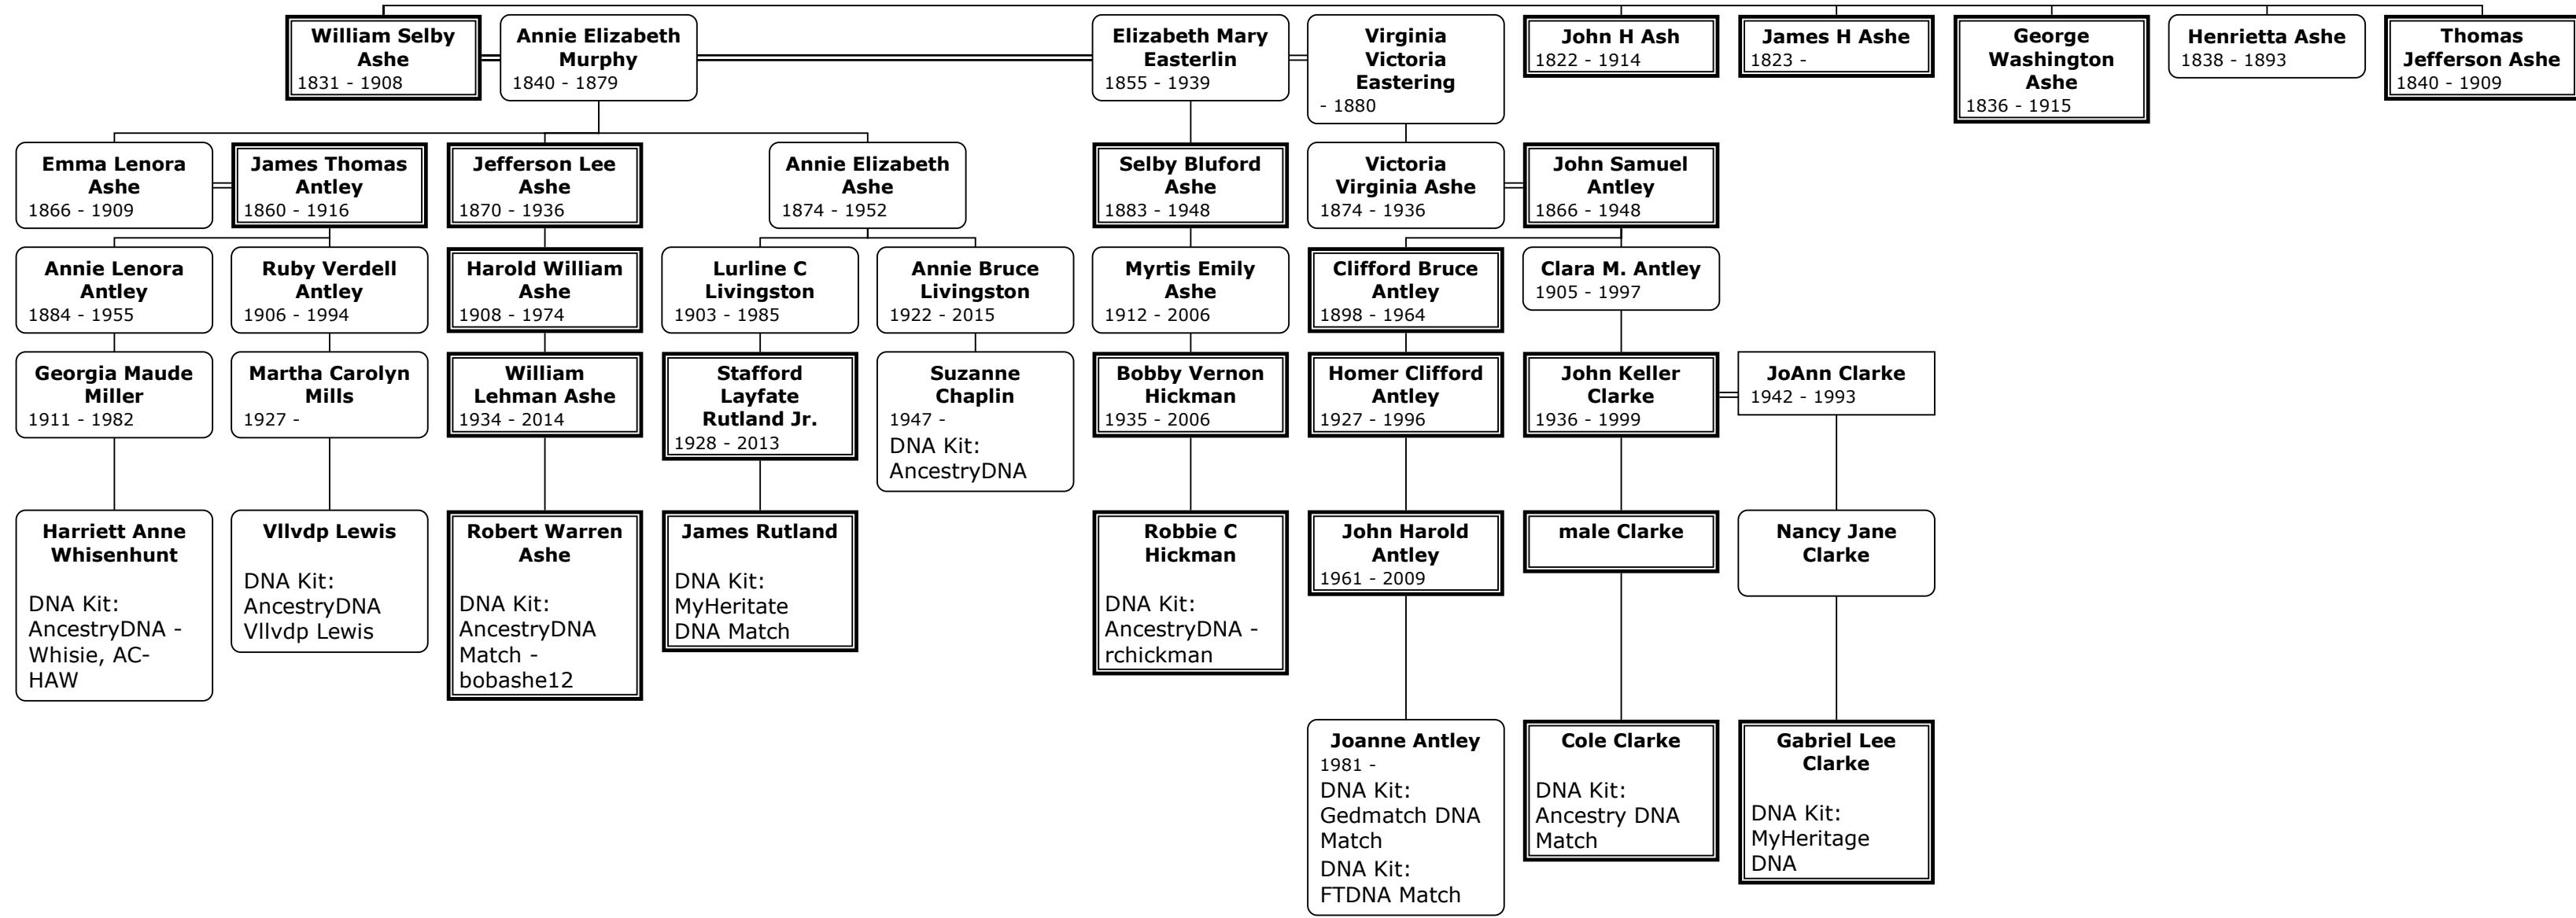 William Selby
Ashe
1831 - 1908
Annie Elizabeth
Murphy
1840 - 1879
Elizabeth Mary
Easterlin
1855 - 1939
Virginia
Victoria
Eastering
- 1880
John H Ash
1822 - 1914
James H Ashe
1823 -
George
Washington
Ashe
1836 - 1915
Henrietta Ashe
1838 - 1893
Thomas
Jefferson Ashe
1840 - 1909
Emma Lenora
Ashe
1866 - 1909
James Thomas
Antley
1860 - 1916
Jefferson Lee
Ashe
1870 - 1936
Annie Elizabeth
Ashe
1874 - 1952
Selby Bluford
Ashe
1883 - 1948
Victoria
Virginia Ashe
1874 - 1936
John Samuel
Antley
1866 - 1948
Annie Lenora
Antley
1884 - 1955
Ruby Verdell
Antley
1906 - 1994
Harold William
Ashe
1908 - 1974
Lurline C
Livingston
1903 - 1985
Annie Bruce
Livingston
1922 - 2015
Myrtis Emily
Ashe
1912 - 2006
Clifford Bruce
Antley
1898 - 1964
Clara M. Antley
1905 - 1997
Georgia Maude
Miller
1911 - 1982
Martha Carolyn
Mills
1927 -
William
Lehman Ashe
1934 - 2014
Stafford
Layfate
Rutland Jr.
1928 - 2013
Suzanne
Chaplin
1947 -
DNA Kit:
AncestryDNA
Bobby Vernon
Hickman
1935 - 2006
Homer Clifford
Antley
1927 - 1996
John Keller
Clarke
1936 - 1999
JoAnn Clarke
1942 - 1993
Harriett Anne
Whisenhunt
DNA Kit:
AncestryDNA -
Whisie, AC-
HAW
Vllvdp Lewis
DNA Kit:
AncestryDNA
Vllvdp Lewis
Robert Warren
Ashe
DNA Kit:
AncestryDNA
Match -
bobashe12
James Rutland
DNA Kit:
MyHeritate
DNA Match
Robbie C
Hickman
DNA Kit:
AncestryDNA -
rchickman
John Harold
Antley
1961 - 2009
male Clarke
Nancy Jane
Clarke
Joanne Antley
1981 -
DNA Kit:
Gedmatch DNA
Match
DNA Kit:
FTDNA Match
Cole Clarke
DNA Kit:
Ancestry DNA
Match
Gabriel Lee
Clarke
DNA Kit:
MyHeritage
DNA